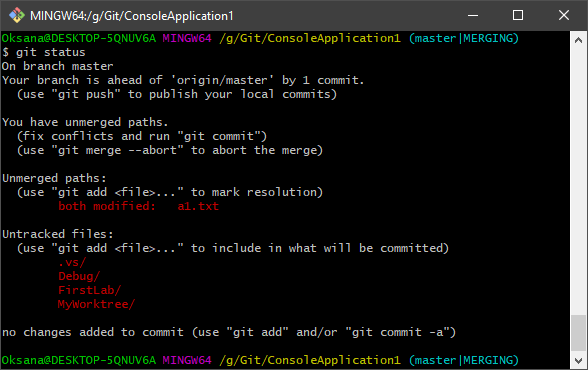 MINGW64:/g/Git/ConsoleApplication1
Oksana@DESKTOP-5QNUV6A MINGW64 /g/Git/ConsoleApplication1 (master|MERGING)
$ git status
On branch master
Your branch is ahead of 'origin/master' by 1 commit.
  (use "git push" to publish your local commits)

You have unmerged paths.
  (fix conflicts and run "git commit")
  (use "git merge --abort" to abort the merge)

Unmerged paths:
  (use "git add <file>..." to mark resolution)
        both modified:   a1.txt

Untracked files:
  (use "git add <file>..." to include in what will be committed)
        .vs/
        Debug/
        FirstLab/
        MyWorktree/

no changes added to commit (use "git add" and/or "git commit -a")

Oksana@DESKTOP-5QNUV6A MINGW64 /g/Git/ConsoleApplication1 (master|MERGING)